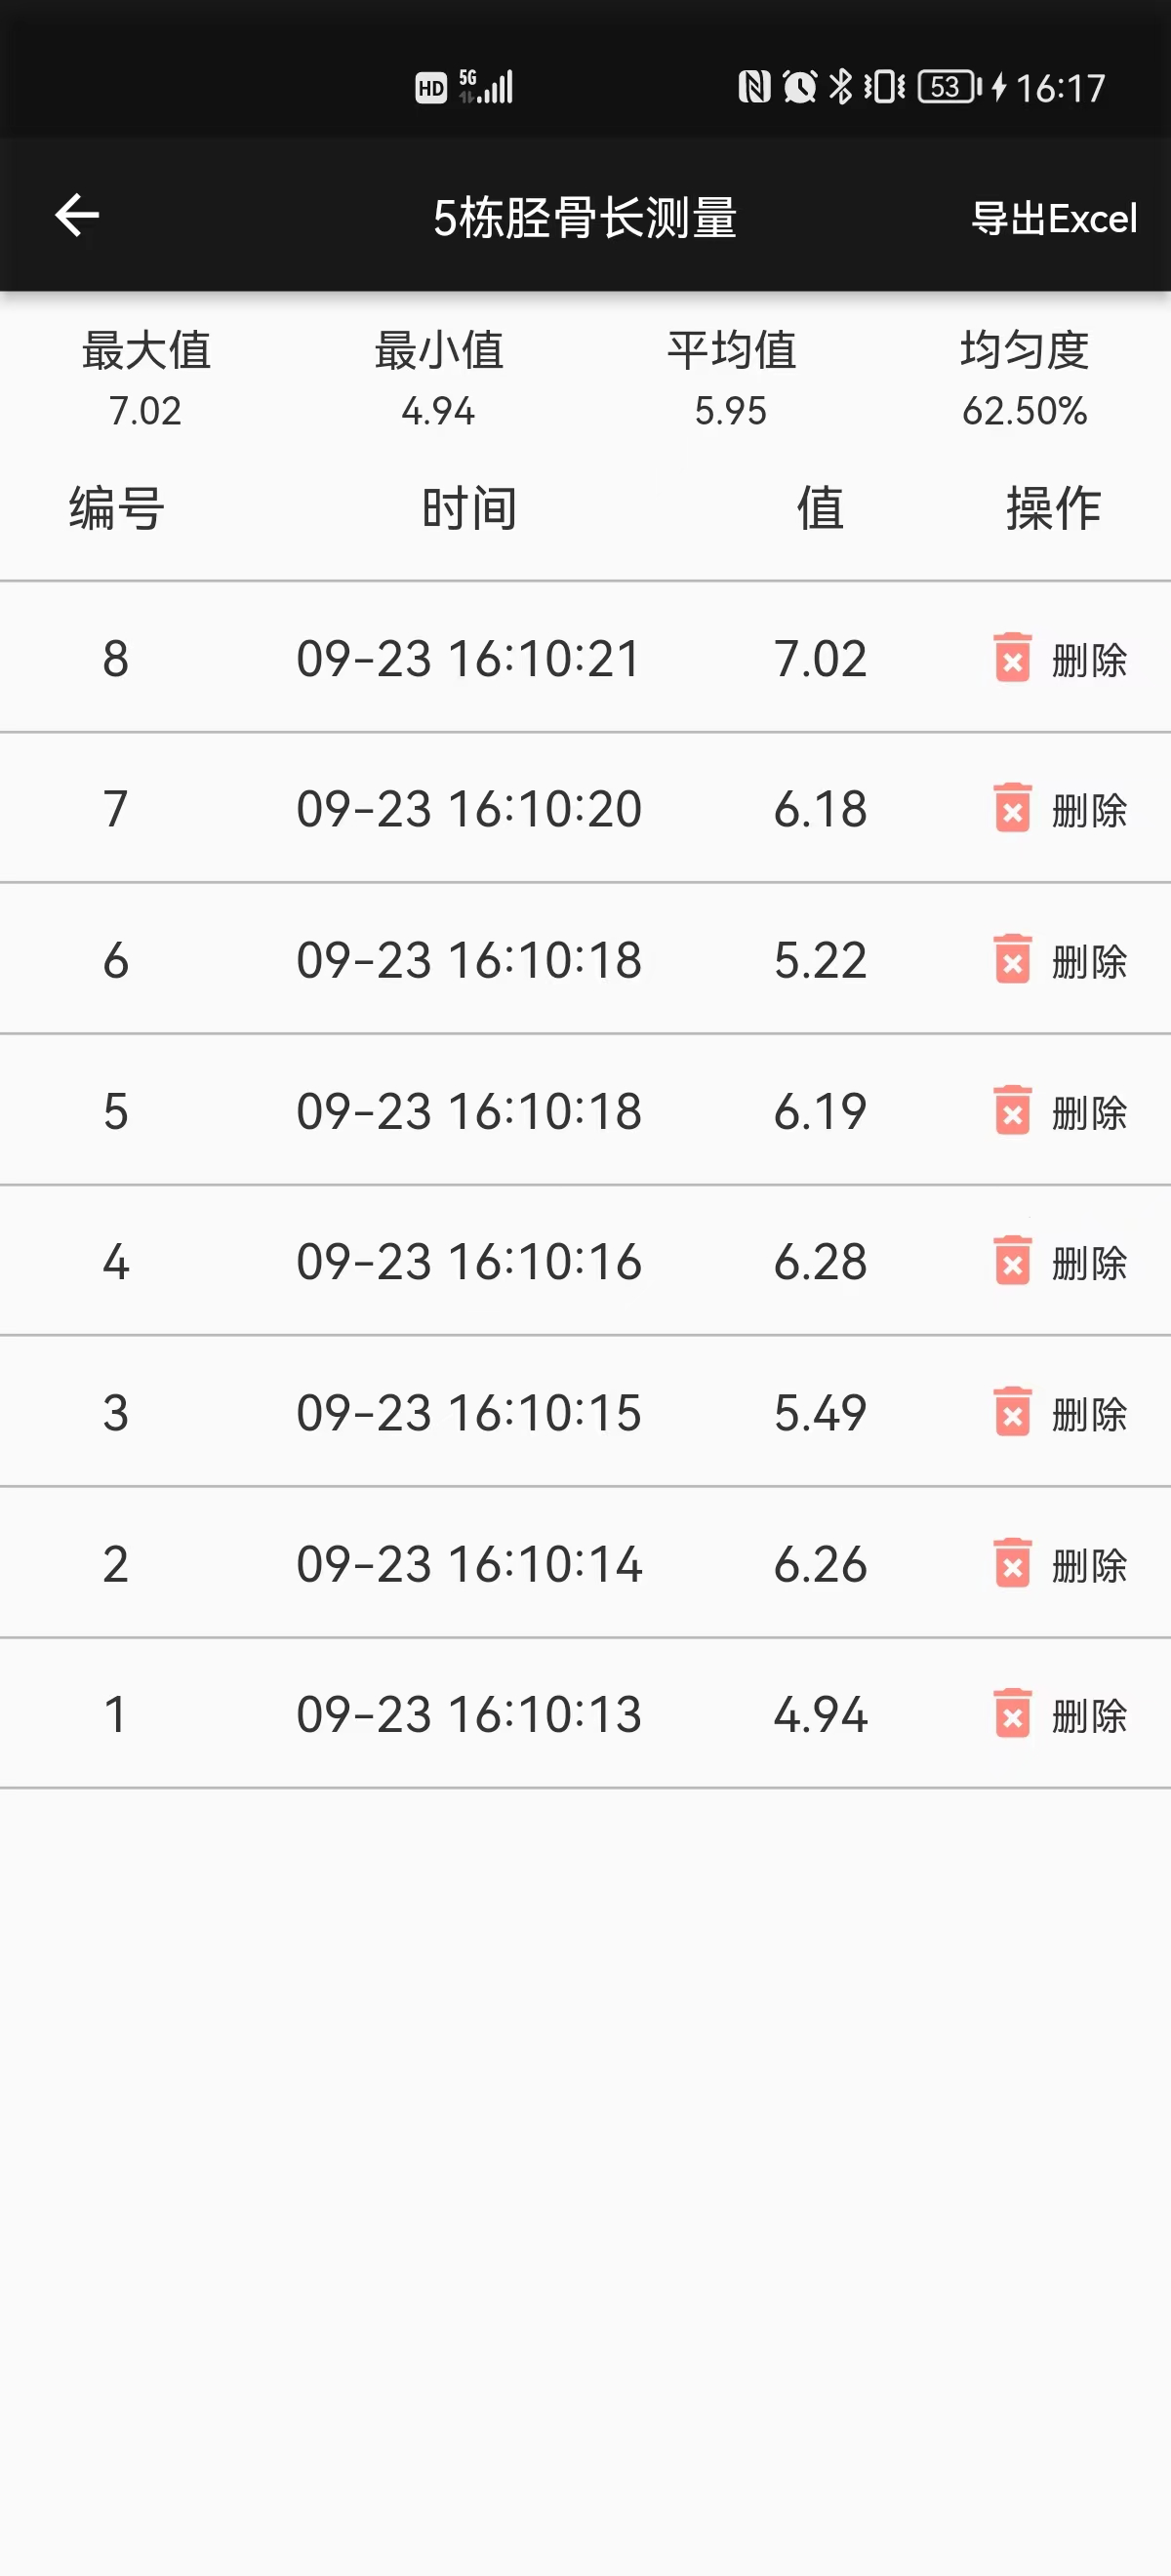 HD 5G 53 16:17
5栋胫骨长测量 导出Excel
最大值 最小值 平均值 均匀度
7.02 4.94 5.95 62.50%
编号 时间 值 操作
8 09-23 16:10:21 7.02 删除
7 09-23 16:10:20 6.18 删除
6 09-23 16:10:18 5.22 删除
5 09-23 16:10:18 6.19 删除
4 09-23 16:10:16 6.28 删除
3 09-23 16:10:15 5.49 删除
2 09-23 16:10:14 6.26 删除
1 09-23 16:10:13 4.94 删除